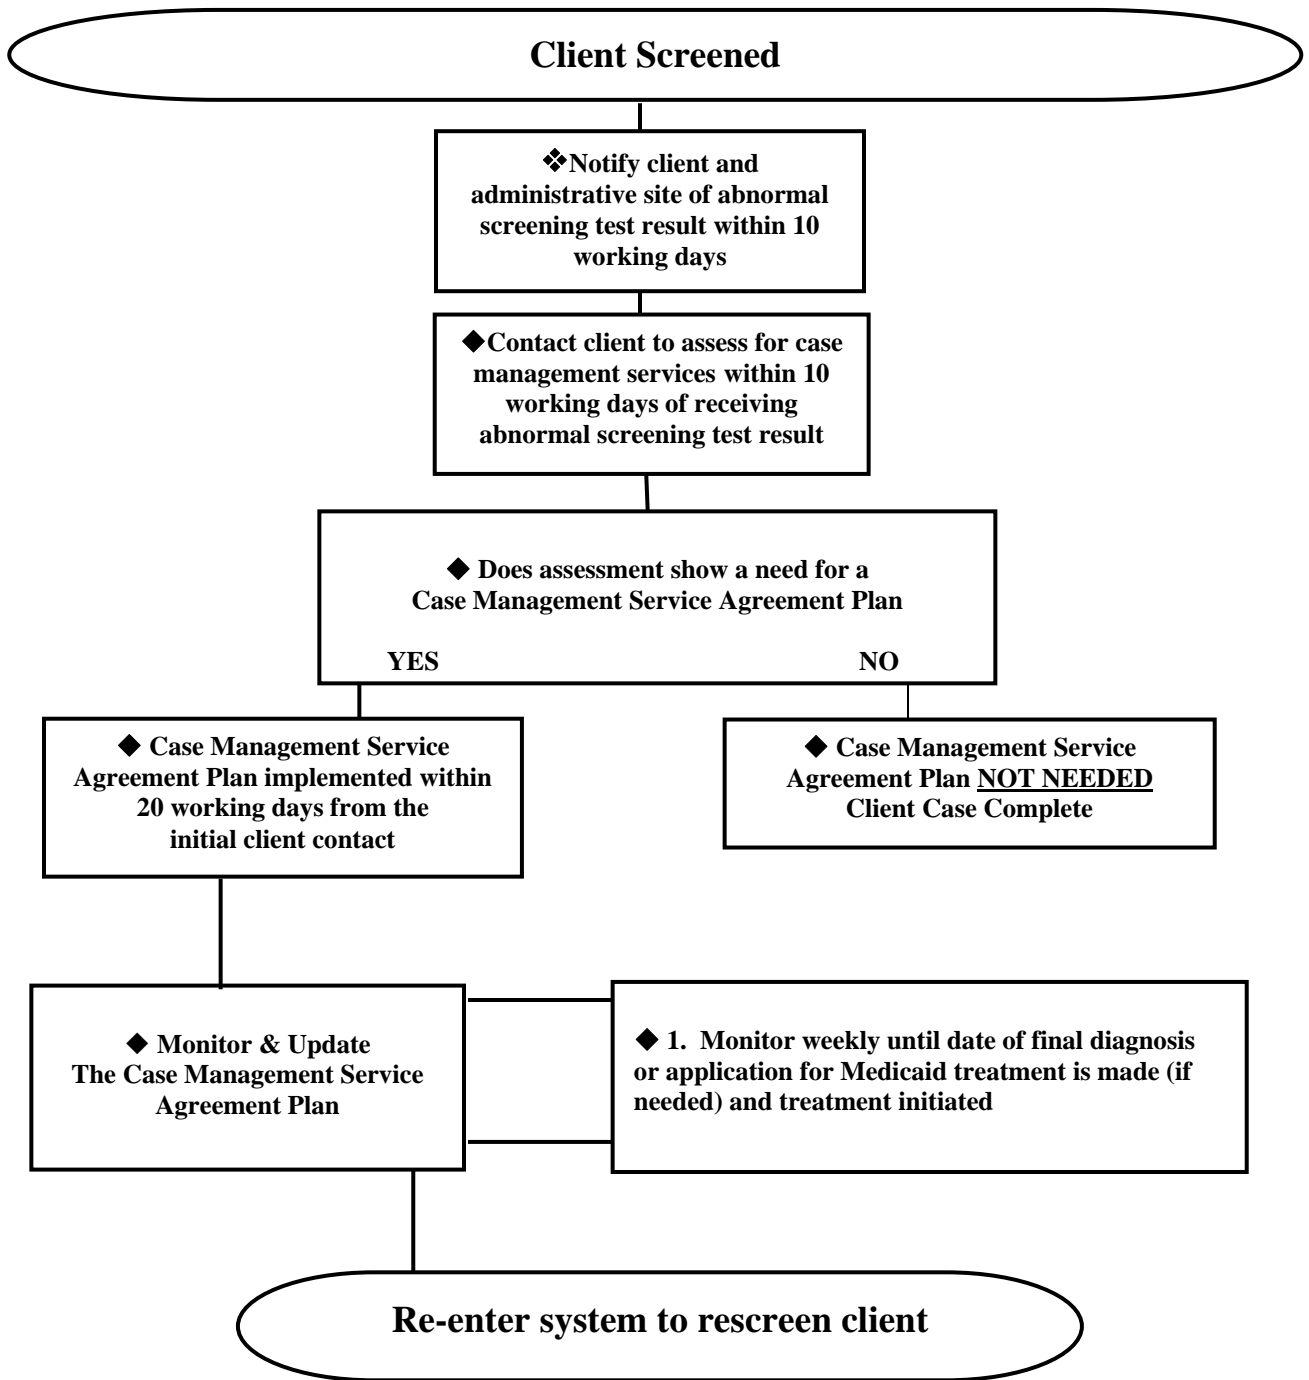 Client Screened
❖Notify client and
administrative site of abnormal
screening test result within 10
working days
◆Contact client to assess for case
management services within 10
working days of receiving
abnormal screening test result
◆ Does assessment show a need for a
Case Management Service Agreement Plan
YES NO
◆ Case Management Service
Agreement Plan implemented within
20 working days from the
initial client contact
◆ Case Management Service
Agreement Plan NOT NEEDED
Client Case Complete
◆ Monitor & Update
The Case Management Service
Agreement Plan
◆ 1. Monitor weekly until date of final diagnosis
or application for Medicaid treatment is made (if
needed) and treatment initiated
Re-enter system to rescreen client